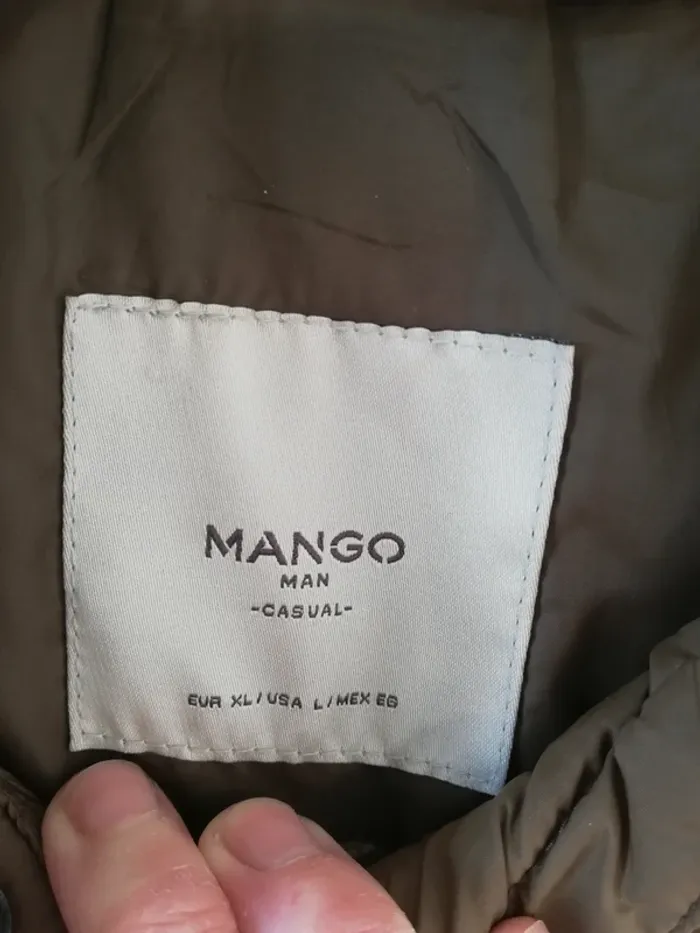 MANGO
MAN
-CASUAL-
EUR XL / USA L / MEX EG